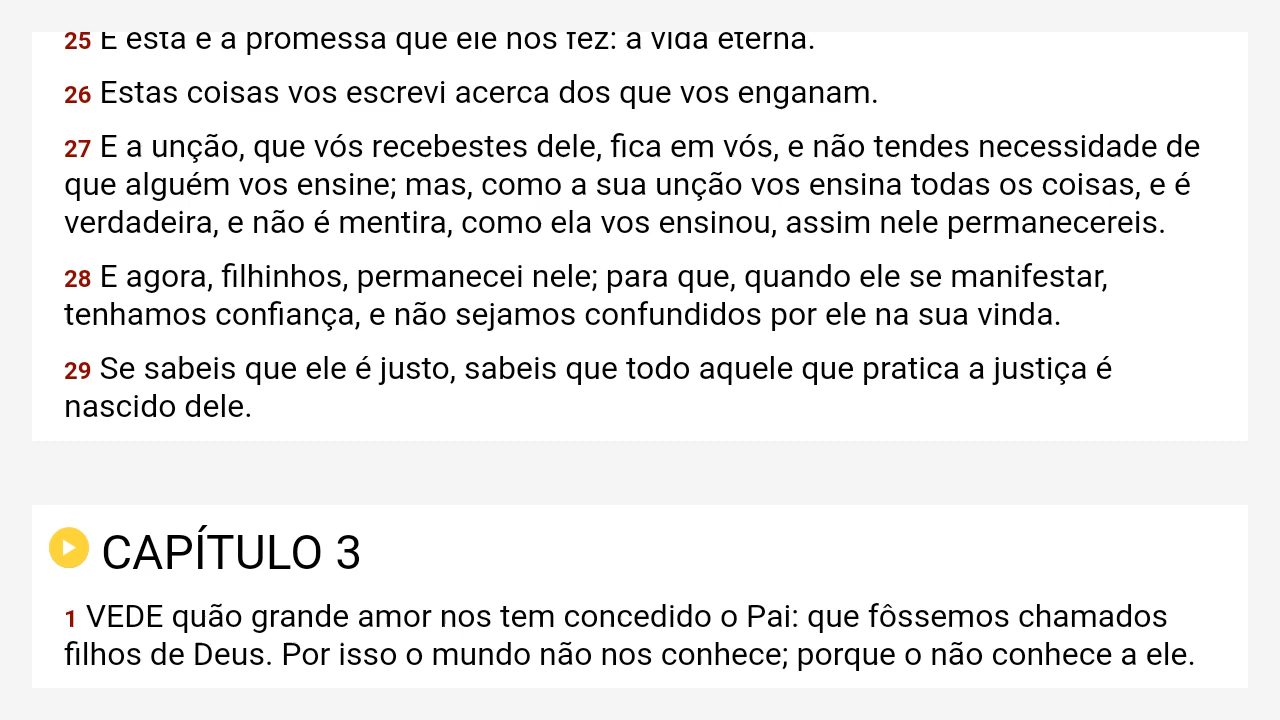 25 E esta é a promessa que ele nos fez: a vida eterna.
26 Estas coisas vos escrevi acerca dos que vos enganam.
27 E a unção, que vós recebestes dele, fica em vós, e não tendes necessidade de
que alguém vos ensine; mas, como a sua unção vos ensina todas os coisas, e é
verdadeira, e não é mentira, como ela vos ensinou, assim nele permanecereis.
28 E agora, filhinhos, permanecei nele; para que, quando ele se manifestar,
tenhamos confiança, e não sejamos confundidos por ele na sua vinda.
29 Se sabeis que ele é justo, sabeis que todo aquele que pratica a justiça é
nascido dele.
CAPÍTULO 3
1 VEDE quão grande amor nos tem concedido o Pai: que fôssemos chamados
filhos de Deus. Por isso o mundo não nos conhece; porque o não conhece a ele.